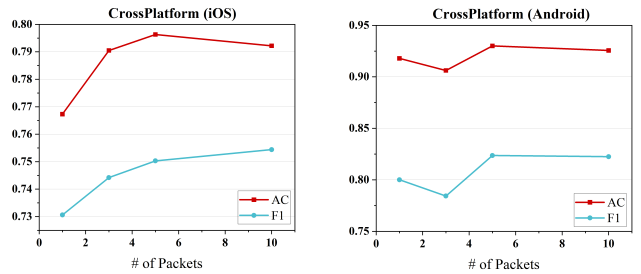 CrossPlatform (iOS)
0.80
0.79
0.78
0.77
0.76
0.75
0.74
0.73
0 2 4 6 8 10
# of Packets
AC
F1
CrossPlatform (Android)
0.95
0.90
0.85
0.80
0.75
0 2 4 6 8 10
# of Packets
AC
F1